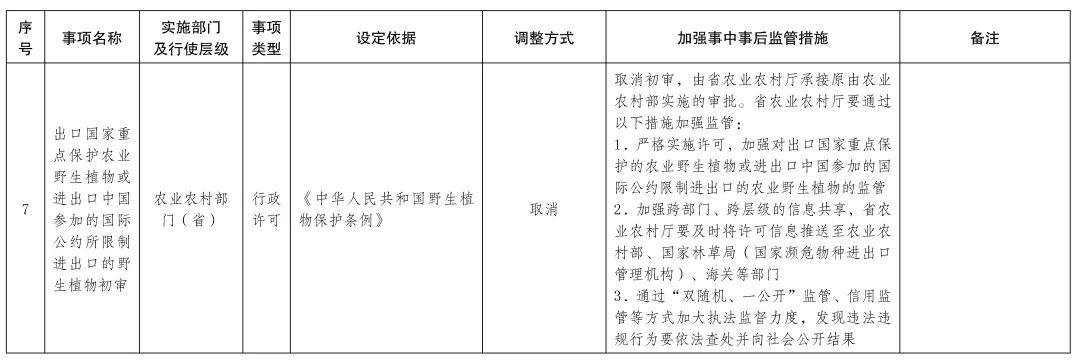 序号
事项名称
实施部门
及行使层级
事项
类型
设定依据
调整方式
加强事中事后监管措施
备注
7
出口国家重
点保护农业
野生植物或
进出口中国
参加的国际
公约所限制
进出口的野
生植物初审
农业农村部
门（省）
行政
许可
《中华人民共和国野生植
物保护条例》
取消
取消初审，由省农业农村厅承接原由农业
农村部实施的审批。省农业农村厅要通过
以下措施加强监管：
1．严格实施许可，加强对出口国家重点保
护的农业野生植物或进出口中国参加的国
际公约限制进出口的农业野生植物的监管
2．加强跨部门、跨层级的信息共享，省农
业农村厅要及时将许可信息推送至农业农
村部、国家林草局（国家濒危物种进出口
管理机构）、海关等部门
3．通过“双随机、一公开”监管、信用监
管等方式加大执法监督力度，发现违法违
规行为要依法查处并向社会公开结果